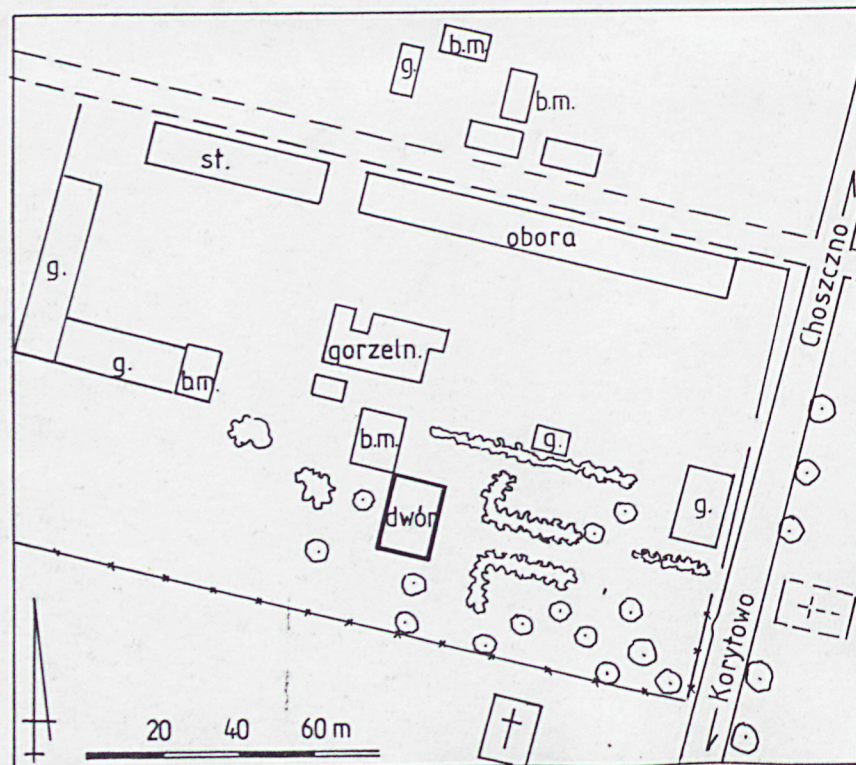 b.m.
g.
b.m.
st.
obora
g.
Choszczno
gorzeln.
g.
b.m.
b.m.
g.
g.
dwór
Korytowo
20 40 60 m